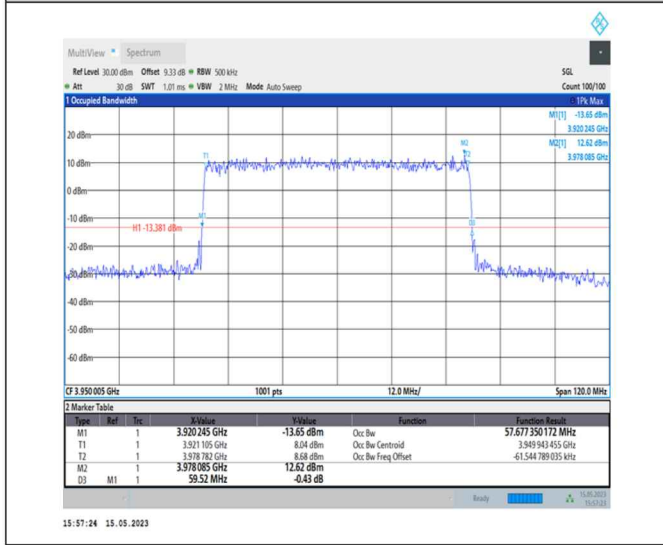 MultiView Spectrum
Ref Level 30.00 dBm Offset 9.33 dB RBW 500 kHz SGL
Att 30 dB SWT 1.01 ms VBW 2 MHz Mode Auto Sweep Count 100/100
1 Occupied Bandwidth 1Pk Max
M1[1] -13.65 dBm
3.920 245 GHz
M2[1] 12.62 dBm
3.978 085 GHz
20 dBm
M2
T1
T2
10 dBm
0 dBm
-10 dBm
M1
H1 -13.381 dBm
D3
-20 dBm
-30 dBm
-40 dBm
-50 dBm
-60 dBm
CF 3.950 005 GHz 1001 pts 12.0 MHz/ Span 120.0 MHz
2 Marker Table
Type Ref Trc X-Value Y-Value Function Function Result
M1 1 3.920 245 GHz -13.65 dBm Occ Bw 57.677 350 172 MHz
T1 1 3.921 105 GHz 8.04 dBm Occ Bw Centroid 3.949 943 455 GHz
T2 1 3.978 782 GHz 8.68 dBm Occ Bw Freq Offset -61.544 789 035 kHz
M2 1 3.978 085 GHz 12.62 dBm
D3 M1 1 59.52 MHz -0.43 dB
Ready 15.05.2023
15:57:23
15:57:24 15.05.2023